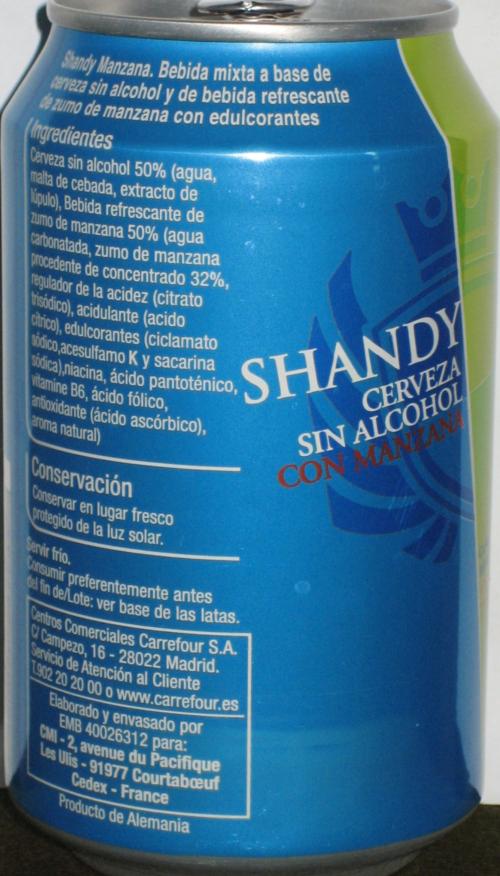 Shandy Manzana. Bebida mixta a base de
cerveza sin alcohol y de bebida refrescante
de zumo de manzana con edulcorantes
Ingredientes
Cerveza sin alcohol 50% (agua,
malta de cebada, extracto de
lúpulo), Bebida refrescante de
zumo de manzana 50% (agua
carbonatada, zumo de manzana
procedente de concentrado 32%,
regulador de la acidez (citrato
trisódico), acidulante (acido
cítrico), edulcorantes (ciclamato
sódico,acesulfamo K y sacarina
sódica),niacina, ácido pantoténico,
vitamine B6, ácido fólico,
antioxidante (ácido ascórbico),
aroma natural)
Conservación
Conservar en lugar fresco
protegido de la luz solar.
Servir frío.
Consumir preferentemente antes
del fin de/Lote: ver base de las latas.
Centros Comerciales Carrefour S.A.
C/ Campezo, 16 - 28022 Madrid.
Servicio de Atención al Cliente
T.902 20 20 00 o www.carrefour.es
Elaborado y envasado por
EMB 40026312 para:
CMI - 2, avenue du Pacifique
Les Ulis - 91977 Courtabœuf
Cedex - France
Producto de Alemania
SHANDY
CERVEZA
SIN ALCOHOL
CON MANZANA